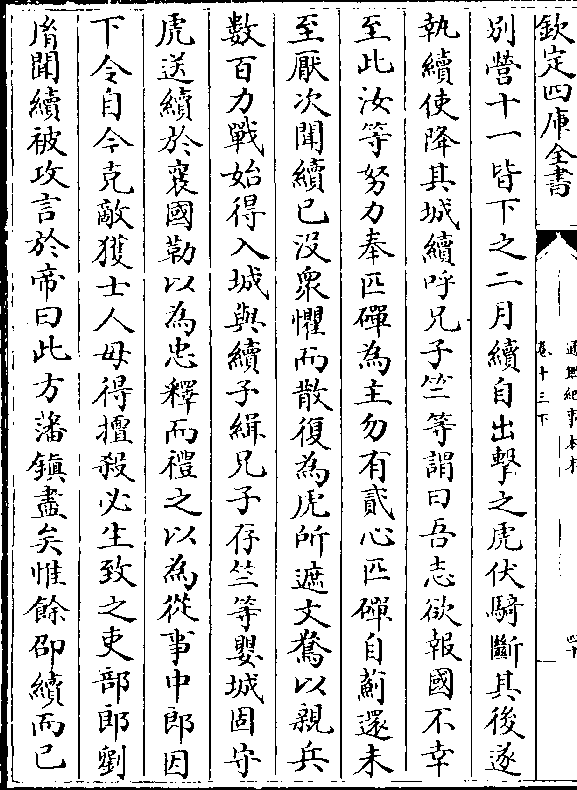 欽定四庫全書
通鑑紀事本末
卷十三下
四十
別營十一皆下之二月續自出擊之虎伏騎斷其後遂
執續使降其城續呼兄子竺等謂曰吾志欲報國不幸
至此汝等努力奉匹磾為主勿有貳心匹磾自薊還未
至厭次聞續已没衆懼而散復為虎所遮文鴦以親兵
數百力戰始得入城與續子緝兄子存竺等嬰城固守
虎送續於襄國勒以為忠釋而禮之以為從事中郎因
下令自今克敵獲士人毋得擅殺必生致之吏部郎劉
胤聞續被攻言於帝曰此方藩鎮盡矣惟餘邵續而已